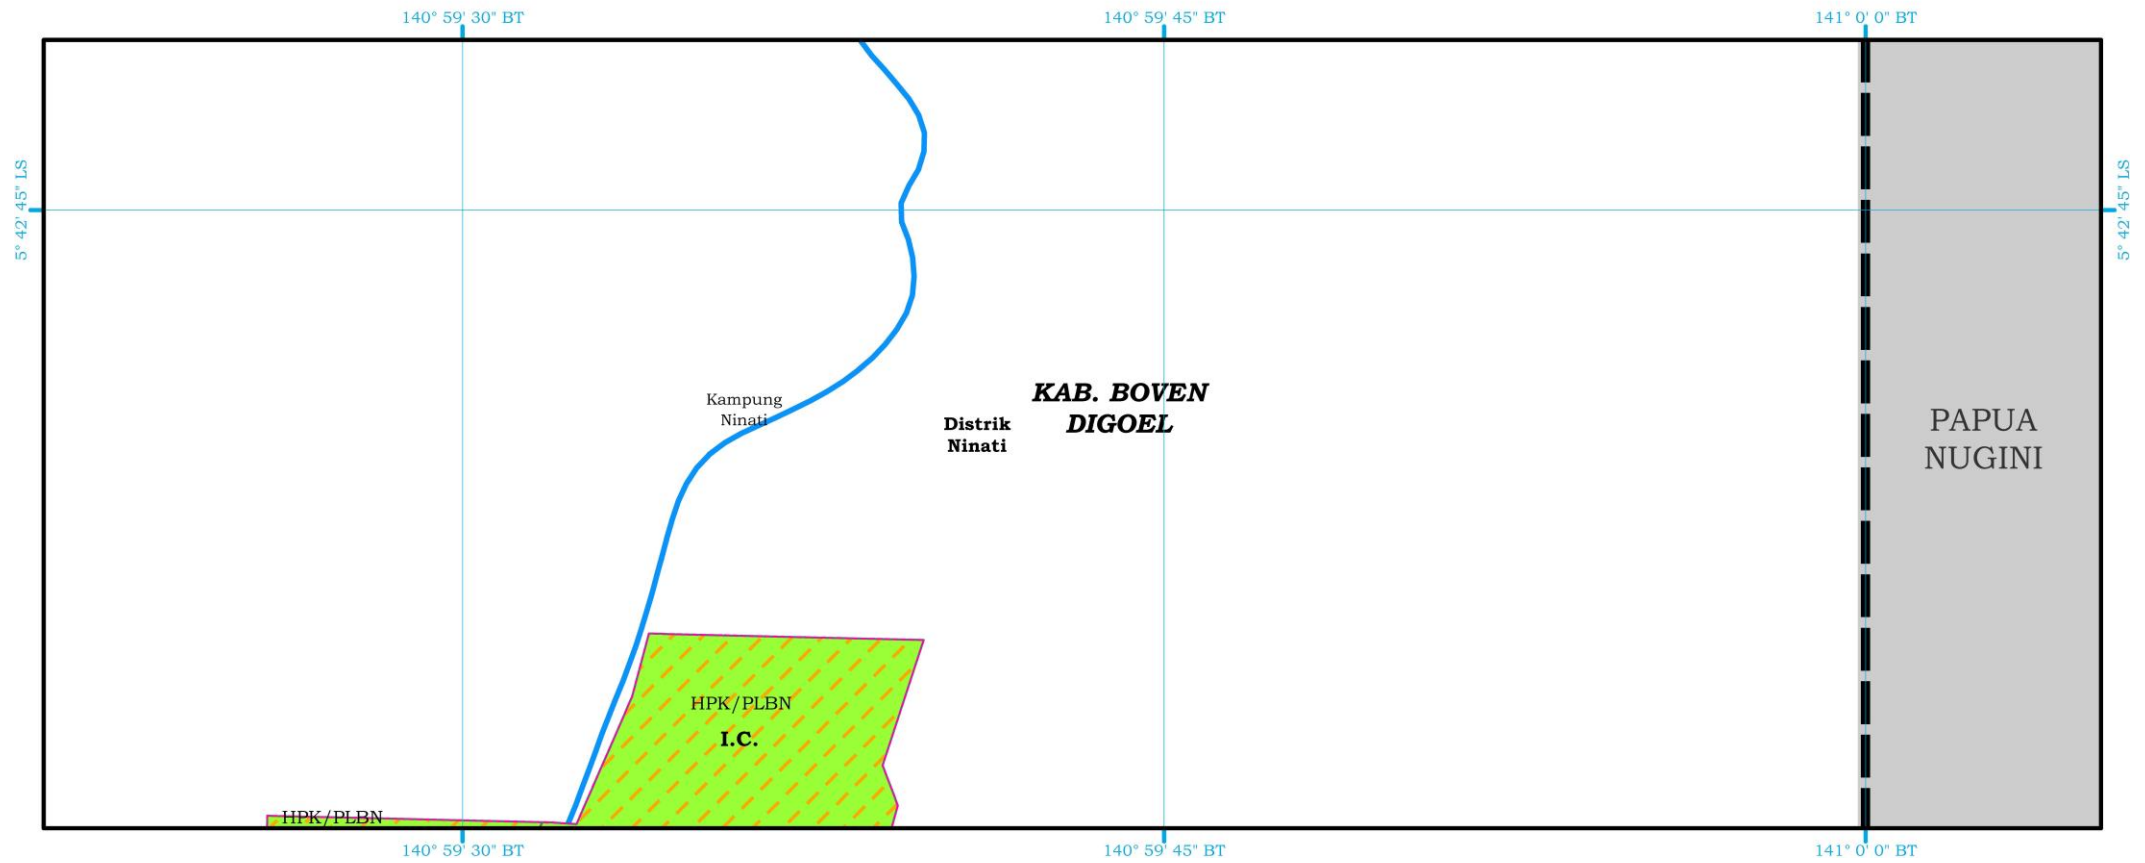 140° 59' 30" BT
140° 59' 45" BT
141° 0' 0" BT
5° 42' 45" LS
5° 42' 45" LS
Kampung
Ninati
Distrik
Ninati
KAB. BOVEN
DIGOEL
PAPUA
NUGINI
HPK/PLBN
I.C.
HPK/PLBN
140° 59' 30" BT
140° 59' 45" BT
141° 0' 0" BT